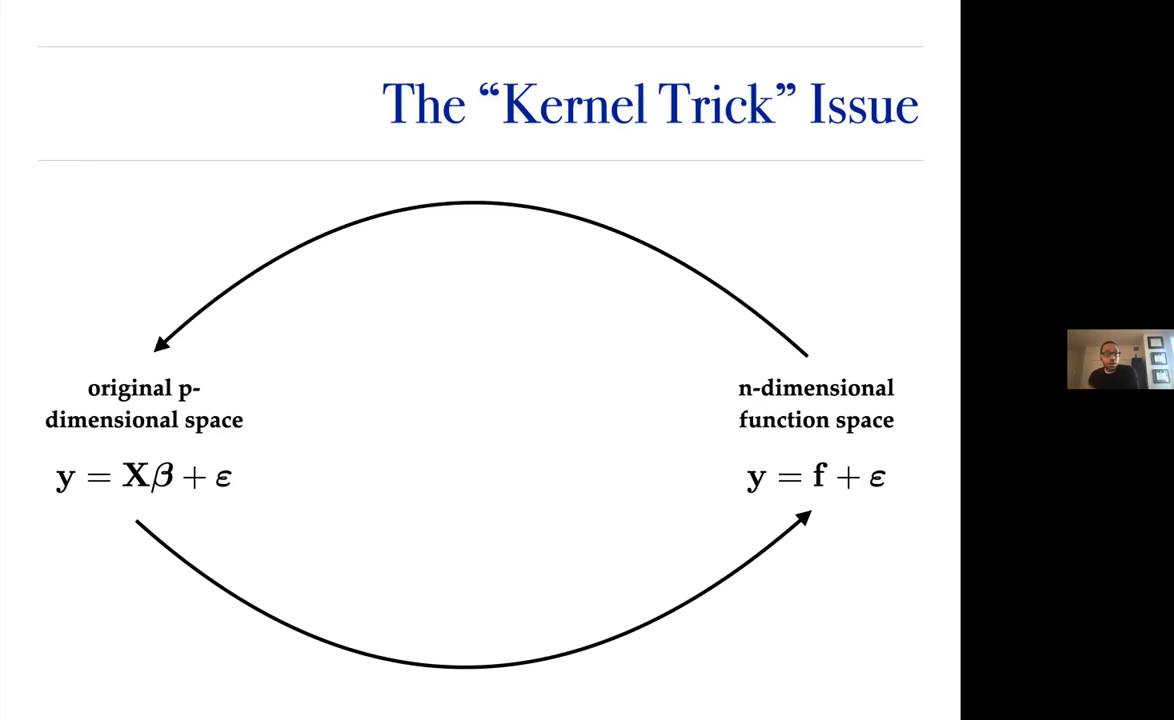 The “Kernel Trick” Issue
original p-
dimensional space
y = Xβ + ε
n-dimensional
function space
y = f + ε